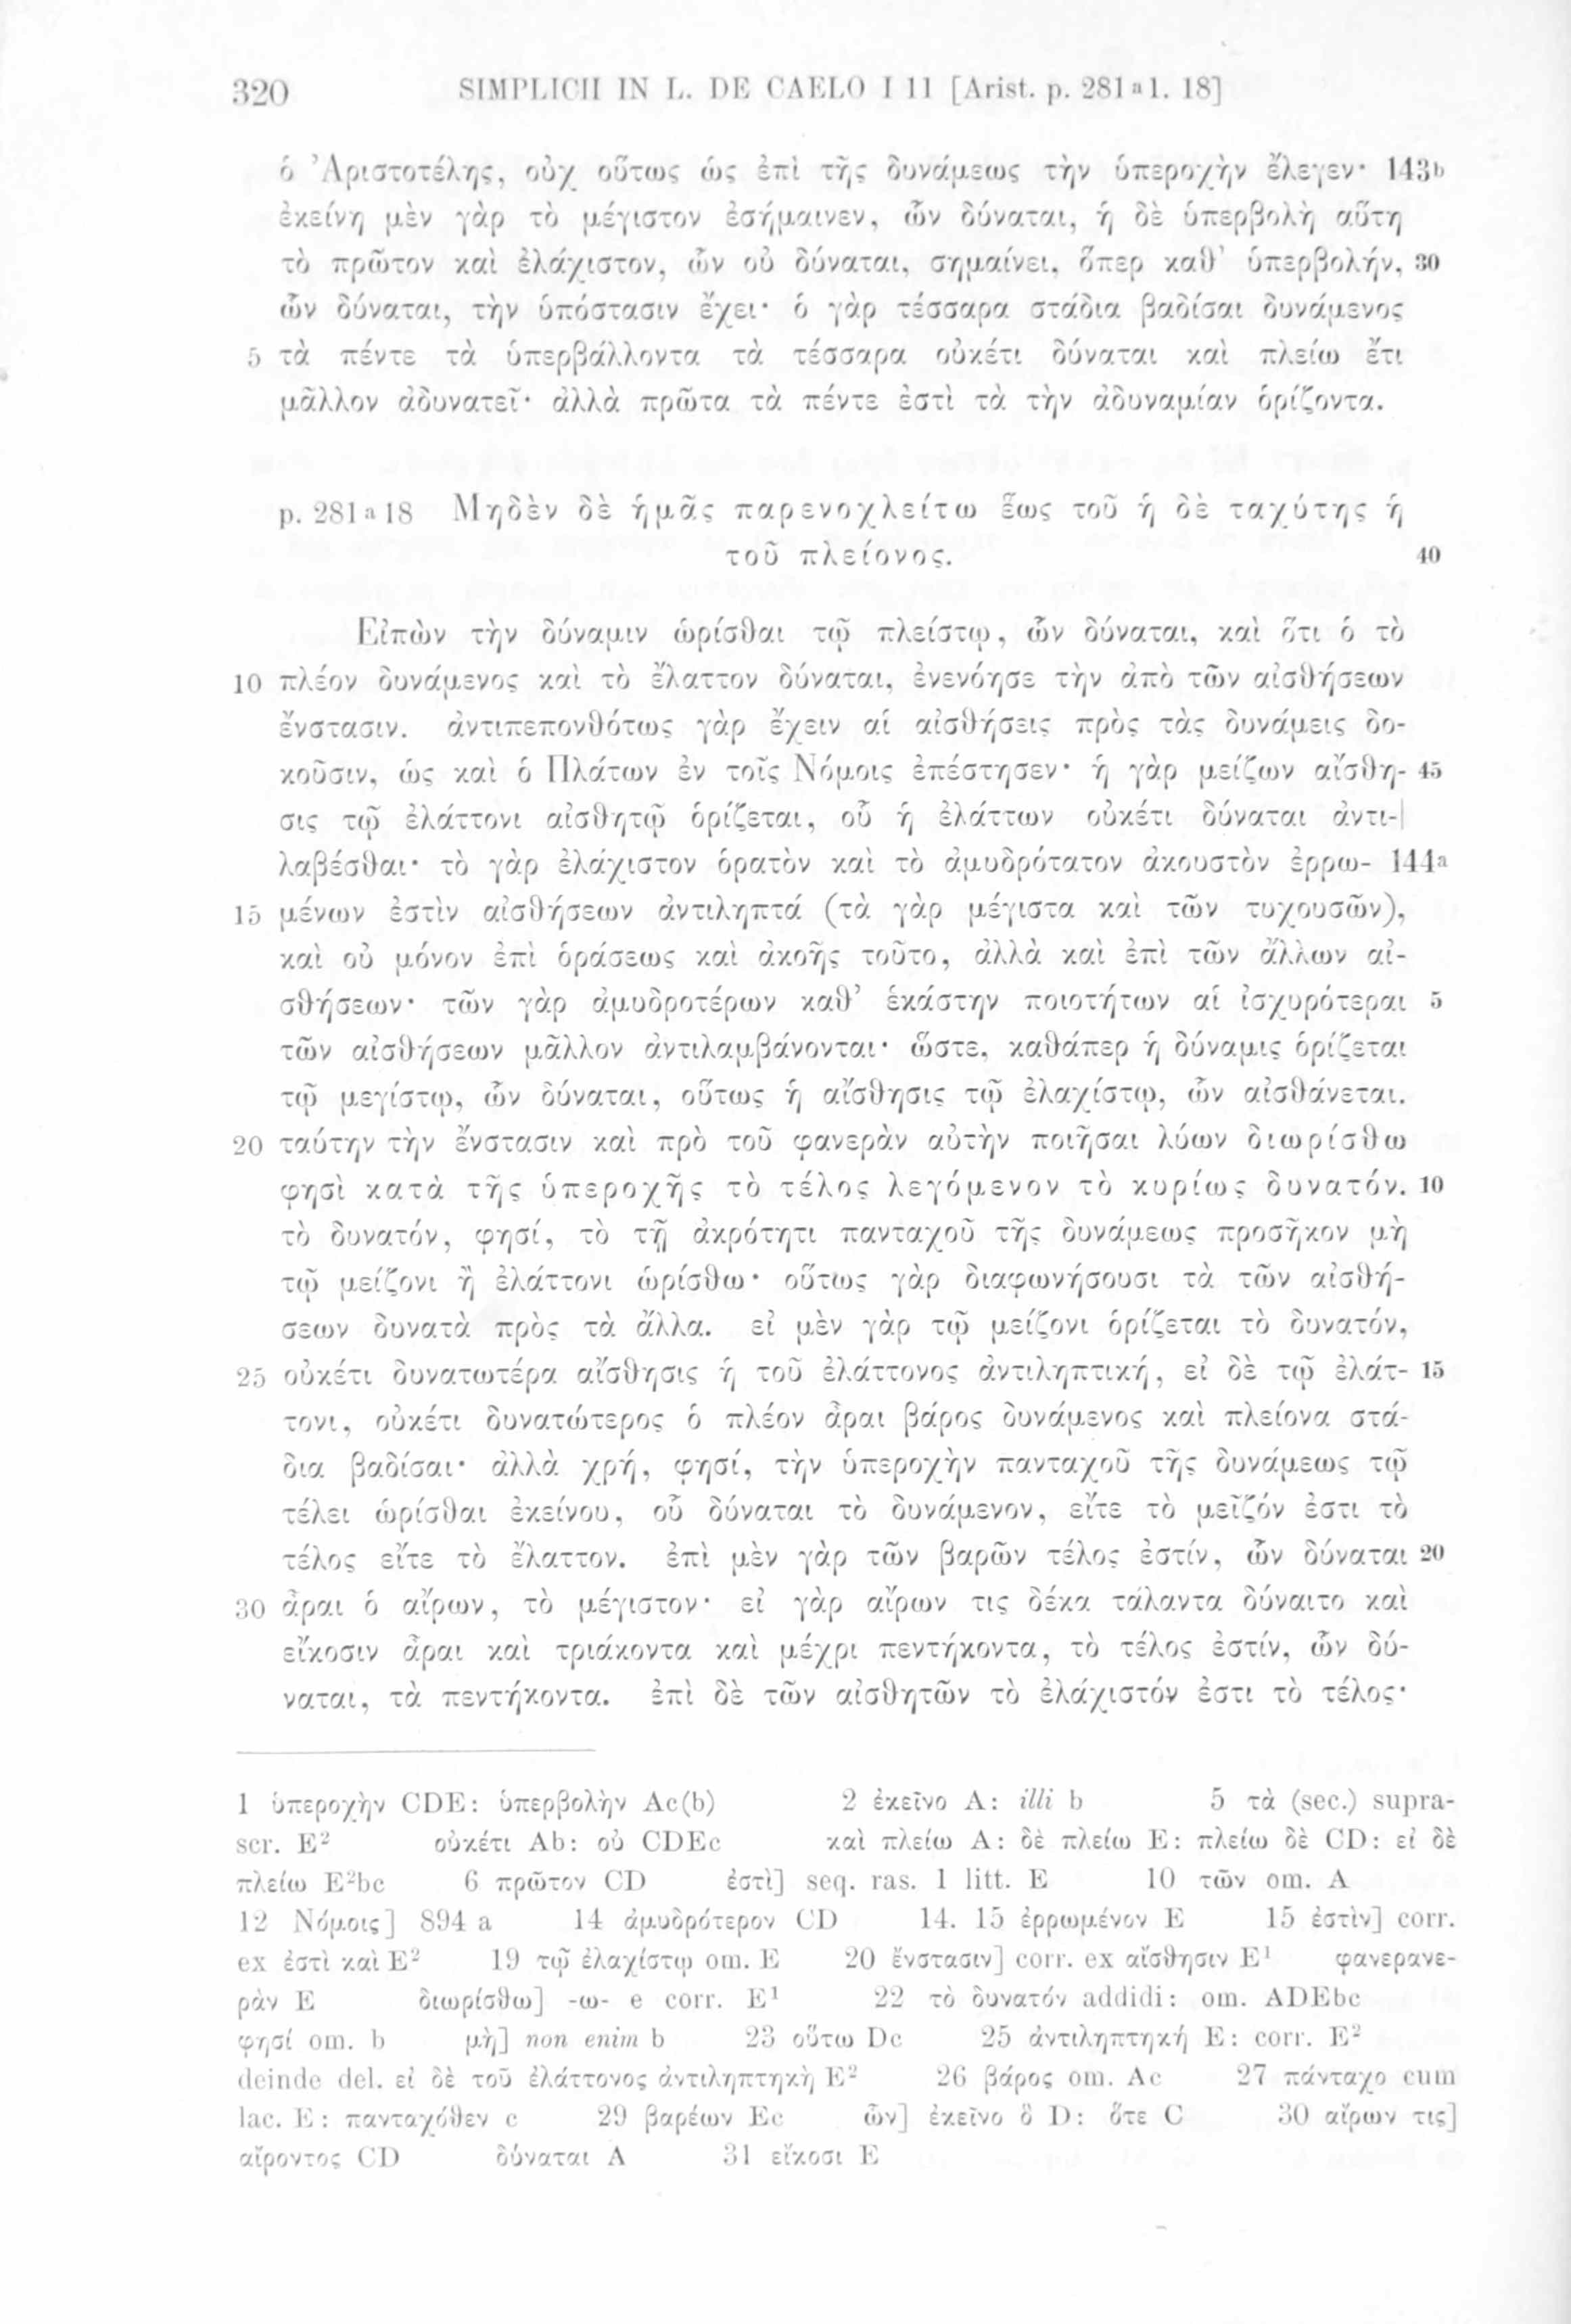 320 SIMPLICII IN L. DE CAELO I 11 [Arist. p. 281 a l. 18]
ὁ Ἀριστοτέλης, οὐχ οὕτως ὡς ἐπὶ τῆς δυνάμεως τὴν ὑπεροχὴν ἔλεγεν· 143b
ἐκείνη μὲν γὰρ τὸ μέγιστον ἐσήμαινεν, ὧν δύναται, ἡ δὲ ὑπερβολὴ αὕτη
τὸ πρῶτον καὶ ἐλάχιστον, ὧν οὐ δύναται, σημαίνει, ὅπερ καθ’ ὑπερβολήν, 30
ὧν δύναται, τὴν ὑπόστασιν ἔχει· ὁ γὰρ τέσσαρα στάδια βαδίσαι δυνάμενος
5 τὰ πέντε τὰ ὑπερβάλλοντα τὰ τέσσαρα οὐκέτι δύναται καὶ πλείω ἔτι
μᾶλλον ἀδυνατεῖ· ἀλλὰ πρῶτα τὰ πέντε ἐστὶ τὰ τὴν ἀδυναμίαν ὁρίζοντα.
p. 281 a 18 Μηδὲν δὲ ἡμᾶς παρενοχλείτω ἕως τοῦ ἡ δὲ ταχύτης ἡ
τοῦ πλείονος. 40
Εἰπὼν τὴν δύναμιν ὡρίσθαι τῷ πλείστῳ, ὧν δύναται, καὶ ὅτι ὁ τὸ
10 πλέον δυνάμενος καὶ τὸ ἔλαττον δύναται, ἐνενόησε τὴν ἀπὸ τῶν αἰσθήσεων
ἔνστασιν. ἀντιπεπονθότως γὰρ ἔχειν αἱ αἰσθήσεις πρὸς τὰς δυνάμεις δο-
κοῦσιν, ὡς καὶ ὁ Πλάτων ἐν τοῖς Νόμοις ἐπέστησεν· ἡ γὰρ μείζων αἴσθη- 45
σις τῷ ἐλάττονι αἰσθητῷ ὁρίζεται, οὗ ἡ ἐλάττων οὐκέτι δύναται ἀντι-|
λαβέσθαι· τὸ γὰρ ἐλάχιστον ὁρατὸν καὶ τὸ ἀμυδρότατον ἀκουστὸν ἐρρω- 144a
15 μένων ἐστὶν αἰσθήσεων ἀντιληπτά (τὰ γὰρ μέγιστα καὶ τῶν τυχουσῶν),
καὶ οὐ μόνον ἐπὶ ὁράσεως καὶ ἀκοῆς τοῦτο, ἀλλὰ καὶ ἐπὶ τῶν ἄλλων αἰ-
σθήσεων· τῶν γὰρ ἀμυδροτέρων καθ’ ἑκάστην ποιοτήτων αἱ ἰσχυρότεραι 5
τῶν αἰσθήσεων μᾶλλον ἀντιλαμβάνονται· ὥστε, καθάπερ ἡ δύναμις ὁρίζεται
τῷ μεγίστῳ, ὧν δύναται, οὕτως ἡ αἴσθησις τῷ ἐλαχίστῳ, ὧν αἰσθάνεται.
20 ταύτην τὴν ἔνστασιν καὶ πρὸ τοῦ φανερὰν αὐτὴν ποιῆσαι λύων διωρίσθω
φησὶ κατὰ τῆς ὑπεροχῆς τὸ τέλος λεγόμενον τὸ κυρίως δυνατόν. 10
τὸ δυνατόν, φησί, τὸ τῇ ἀκρότητι πανταχοῦ τῆς δυνάμεως προσῆκον μὴ
τῷ μείζονι ἢ ἐλάττονι ὡρίσθω· οὕτως γὰρ διαφωνήσουσι τὰ τῶν αἰσθή-
σεων δυνατὰ πρὸς τὰ ἄλλα. εἰ μὲν γὰρ τῷ μείζονι ὁρίζεται τὸ δυνατόν,
25 οὐκέτι δυνατωτέρα αἴσθησις ἡ τοῦ ἐλάττονος ἀντιληπτική, εἰ δὲ τῷ ἐλάτ- 15
τονι, οὐκέτι δυνατώτερος ὁ πλέον ἆραι βάρος δυνάμενος καὶ πλείονα στά-
δια βαδίσαι· ἀλλὰ χρή, φησί, τὴν ὑπεροχὴν πανταχοῦ τῆς δυνάμεως τῷ
τέλει ὡρίσθαι ἐκείνου, οὗ δύναται τὸ δυνάμενον, εἴτε τὸ μεῖζόν ἐστι τὸ
τέλος εἴτε τὸ ἔλαττον. ἐπὶ μὲν γὰρ τῶν βαρῶν τέλος ἐστίν, ὧν δύναται 20
30 ἆραι ὁ αἴρων, τὸ μέγιστον· εἰ γὰρ αἴρων τις δέκα τάλαντα δύναιτο καὶ
εἴκοσιν ἆραι καὶ τριάκοντα καὶ μέχρι πεντήκοντα, τὸ τέλος ἐστίν, ὧν δύ-
ναται, τὰ πεντήκοντα. ἐπὶ δὲ τῶν αἰσθητῶν τὸ ἐλάχιστόν ἐστι τὸ τέλος·
1 ὑπεροχὴν CDE: ὑπερβολὴν Ac(b) 2 ἐκεῖνο A: illi b 5 τὰ (sec.) supra-
scr. E² οὐκέτι Ab: οὐ CDEc καὶ πλείω A: δὲ πλείω E: πλείω δὲ CD: εἰ δὲ
πλείω E²bc 6 πρῶτον CD ἐστὶ] seq. ras. 1 litt. E 10 τῶν om. A
12 Νόμοις] 894 a 14 ἀμυδρότερον CD 14. 15 ἐρρωμένον E 15 ἐστὶν] corr.
ex ἐστὶ καὶ E² 19 τῷ ἐλαχίστῳ om. E 20 ἔνστασιν] corr. ex αἴσθησιν E¹ φανερανε-
ρὰν E διωρίσθω] -ω- e corr. E¹ 22 τὸ δυνατόν addidi: om. ADEbc
φησί om. b μὴ] non enim b 23 οὕτω Dc 25 ἀντιληπτηκή E: corr. E²
deinde del. εἰ δὲ τοῦ ἐλάττονος ἀντιληπτηκὴ E² 26 βάρος om. Ac 27 πάνταχο cum
lac. E: πανταχόθεν c 29 βαρέων Ec ὧν] ἐκεῖνο ὃ D: ὅτε C 30 αἴρων τις]
αἴροντος CD δύναται A 31 εἴκοσι E